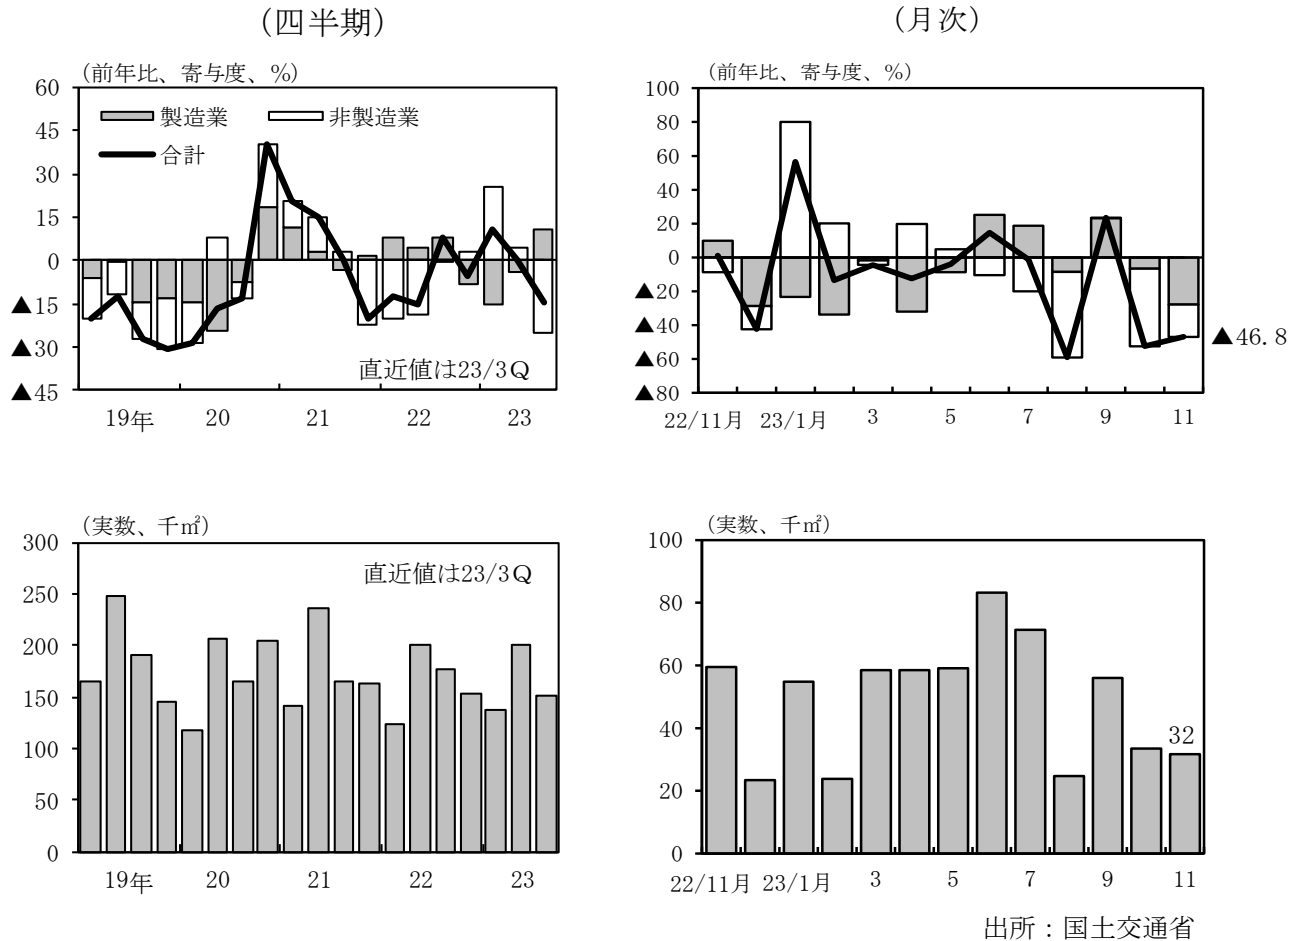 （四半期）
（前年比、寄与度、％）
60
45
30
15
0
▲15
▲30
▲45
製造業
非製造業
合計
直近値は23/3Q
19年 20 21 22 23
（月次）
（前年比、寄与度、％）
100
80
60
40
20
0
▲20
▲40
▲60
▲80
▲46.8
22/11月 23/1月 3 5 7 9 11
（実数、千㎡）
300
250
200
150
100
50
0
直近値は23/3Q
19年 20 21 22 23
（実数、千㎡）
100
80
60
40
20
0
32
22/11月 23/1月 3 5 7 9 11
出所：国土交通省